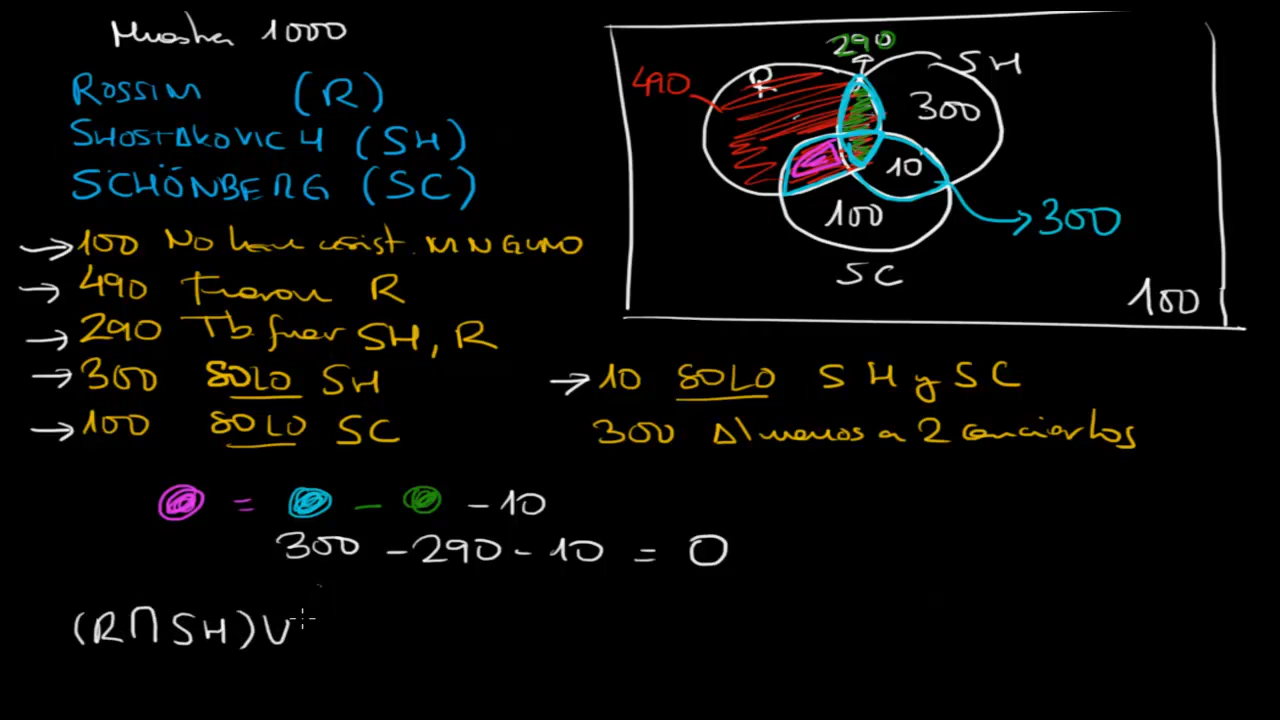 Muestra 1000
ROSSINI (R)
SHOSTAKOVICH (SH)
SCHÖNBERG (SC)
→ 100 No han asist. NINGUNO
→ 490 Fueron R
→ 290 Tb fuer SH, R
→ 300 SOLO SH
→ 100 SOLO SC
→ 10 SOLO SH y SC
300 Al menos a 2 conciertos
490
R
290
SH
300
10
100
→ 300
SC
100
= - - 10
300 - 290 - 10 = 0
(R∩SH)U